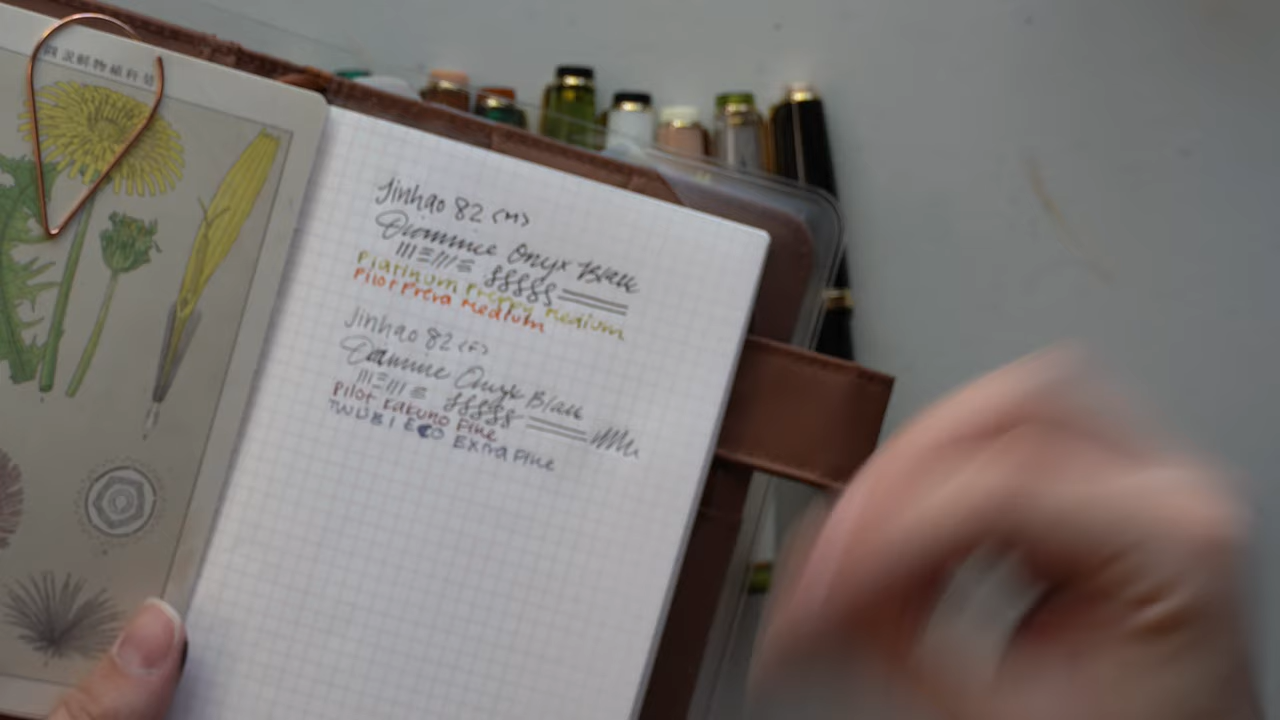 Jinhao 82 (M)
Diamine Onyx Black
Platinum Preppy Medium
Pilot Prera Medium
Jinhao 82 (F)
Diamine Onyx Black
Pilot Kakuno Fine
TWSBI ECO Extra Fine